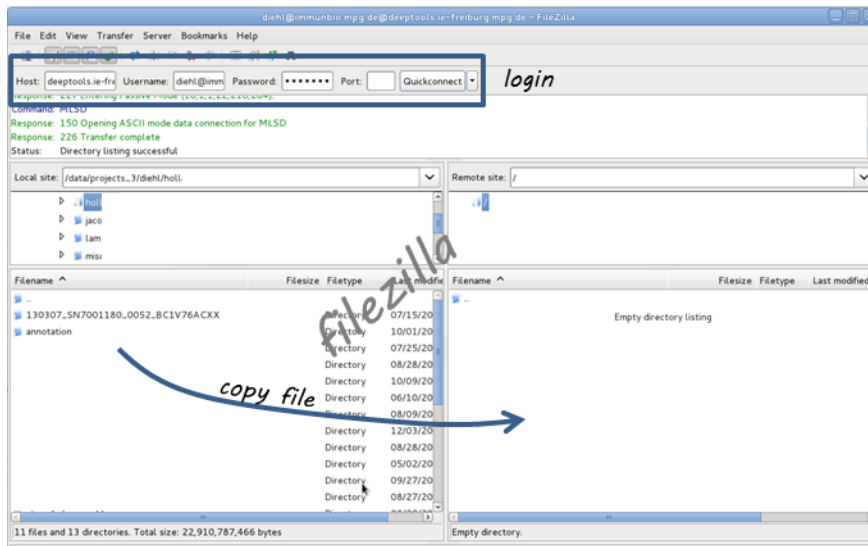 diehl@immunbio.mpg.de@deeptools.ie-freiburg.mpg.de - FileZilla
File Edit View Transfer Server Bookmarks Help
Host: deeptools.ie-fre Username: diehl@imm Password: ••••••• Port: Quickconnect
login
Response: 227 Entering Passive Mode
Command: MLSD
Response: 150 Opening ASCII mode data connection for MLSD
Response: 226 Transfer complete
Status: Directory listing successful
Local site: /data/projects_3/diehl/holl Remote site: /
holl /
jaco
lam
misc
filezilla
Filename Filesize Filetype Last modifie Filename Filesize Filetype Last modified
.. ..
130307_SN7001180_0052_BC1V76ACXX Directory 07/15/20 Empty directory listing
annotation Directory 10/01/20
Directory 07/25/20
Directory 08/28/20
Directory 10/09/20
copy file
Directory 06/10/20
Directory 08/09/20
Directory 12/03/20
Directory 08/28/20
Directory 05/02/20
Directory 09/27/20
Directory 08/27/20
11 files and 13 directories. Total size: 22,910,787,466 bytes Empty directory.